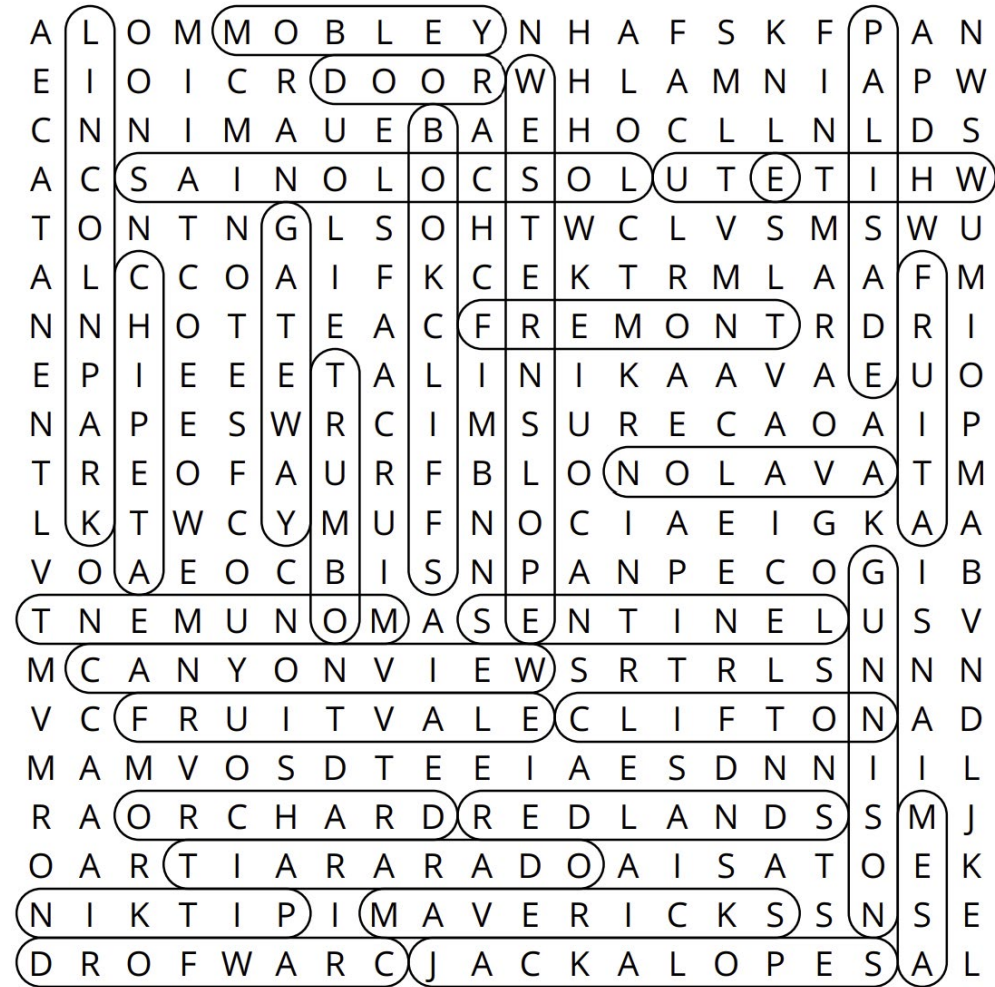 A L O M M O B L E Y N H A F S K F P A N
E I O I C R D O O R W H L A M N I A P W
C N N I M A U E B A E H O C L L N L D S
A C S A I N O L O C S O L U T E T I H W
T O N T N G L S O H T W C L V S M S W U
A L C C O A I F K C E K T R M L A A F M
N N H O T T E A C F R E M O N T R D R I
E P I E E E T A L I N I K A A V A E U O
N A P E S W R C I M S U R E C A O A I P
T R E O F A U R F B L O N O L A V A T M
L K T W C Y M U F N O C I A E I G K A A
V O A E O C B I S N P A N P E C O G I B
T N E M U N O M A S E N T I N E L U S V
M C A N Y O N V I E W S R T R L S N N N
V C F R U I T V A L E C L I F T O N A D
M A M V O S D T E E I A E S D N N I I L
R A O R C H A R D R E D L A N D S S M J
O A R T I A R A R A D O A I S A T O E K
N I K T I P I M A V E R I C K S S N S E
D R O F W A R C J A C K A L O P E S A L